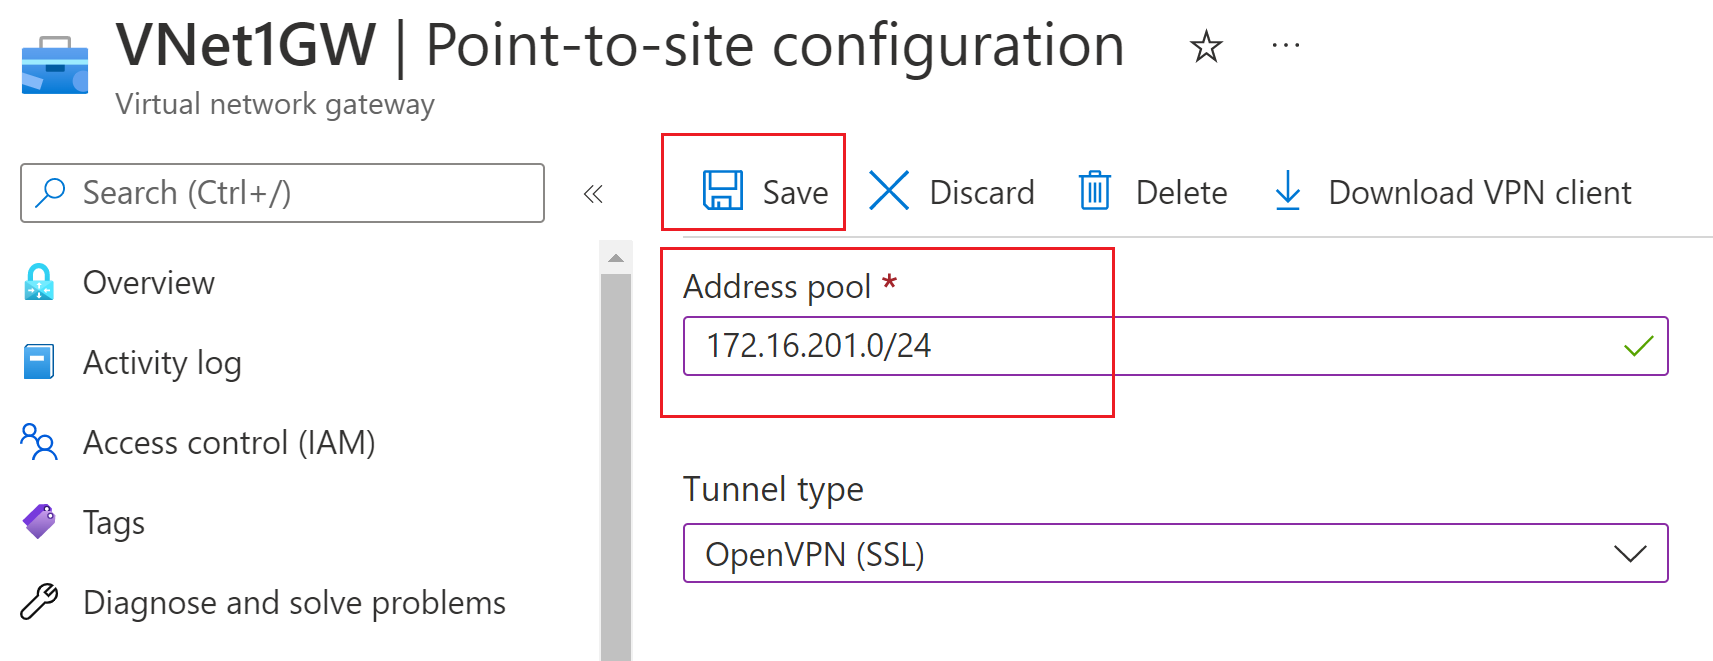 VNet1GW | Point-to-site configuration
Virtual network gateway
Search (Ctrl+/)
Overview
Activity log
Access control (IAM)
Tags
Diagnose and solve problems
Save Discard Delete Download VPN client
Address pool *
172.16.201.0/24
Tunnel type
OpenVPN (SSL)